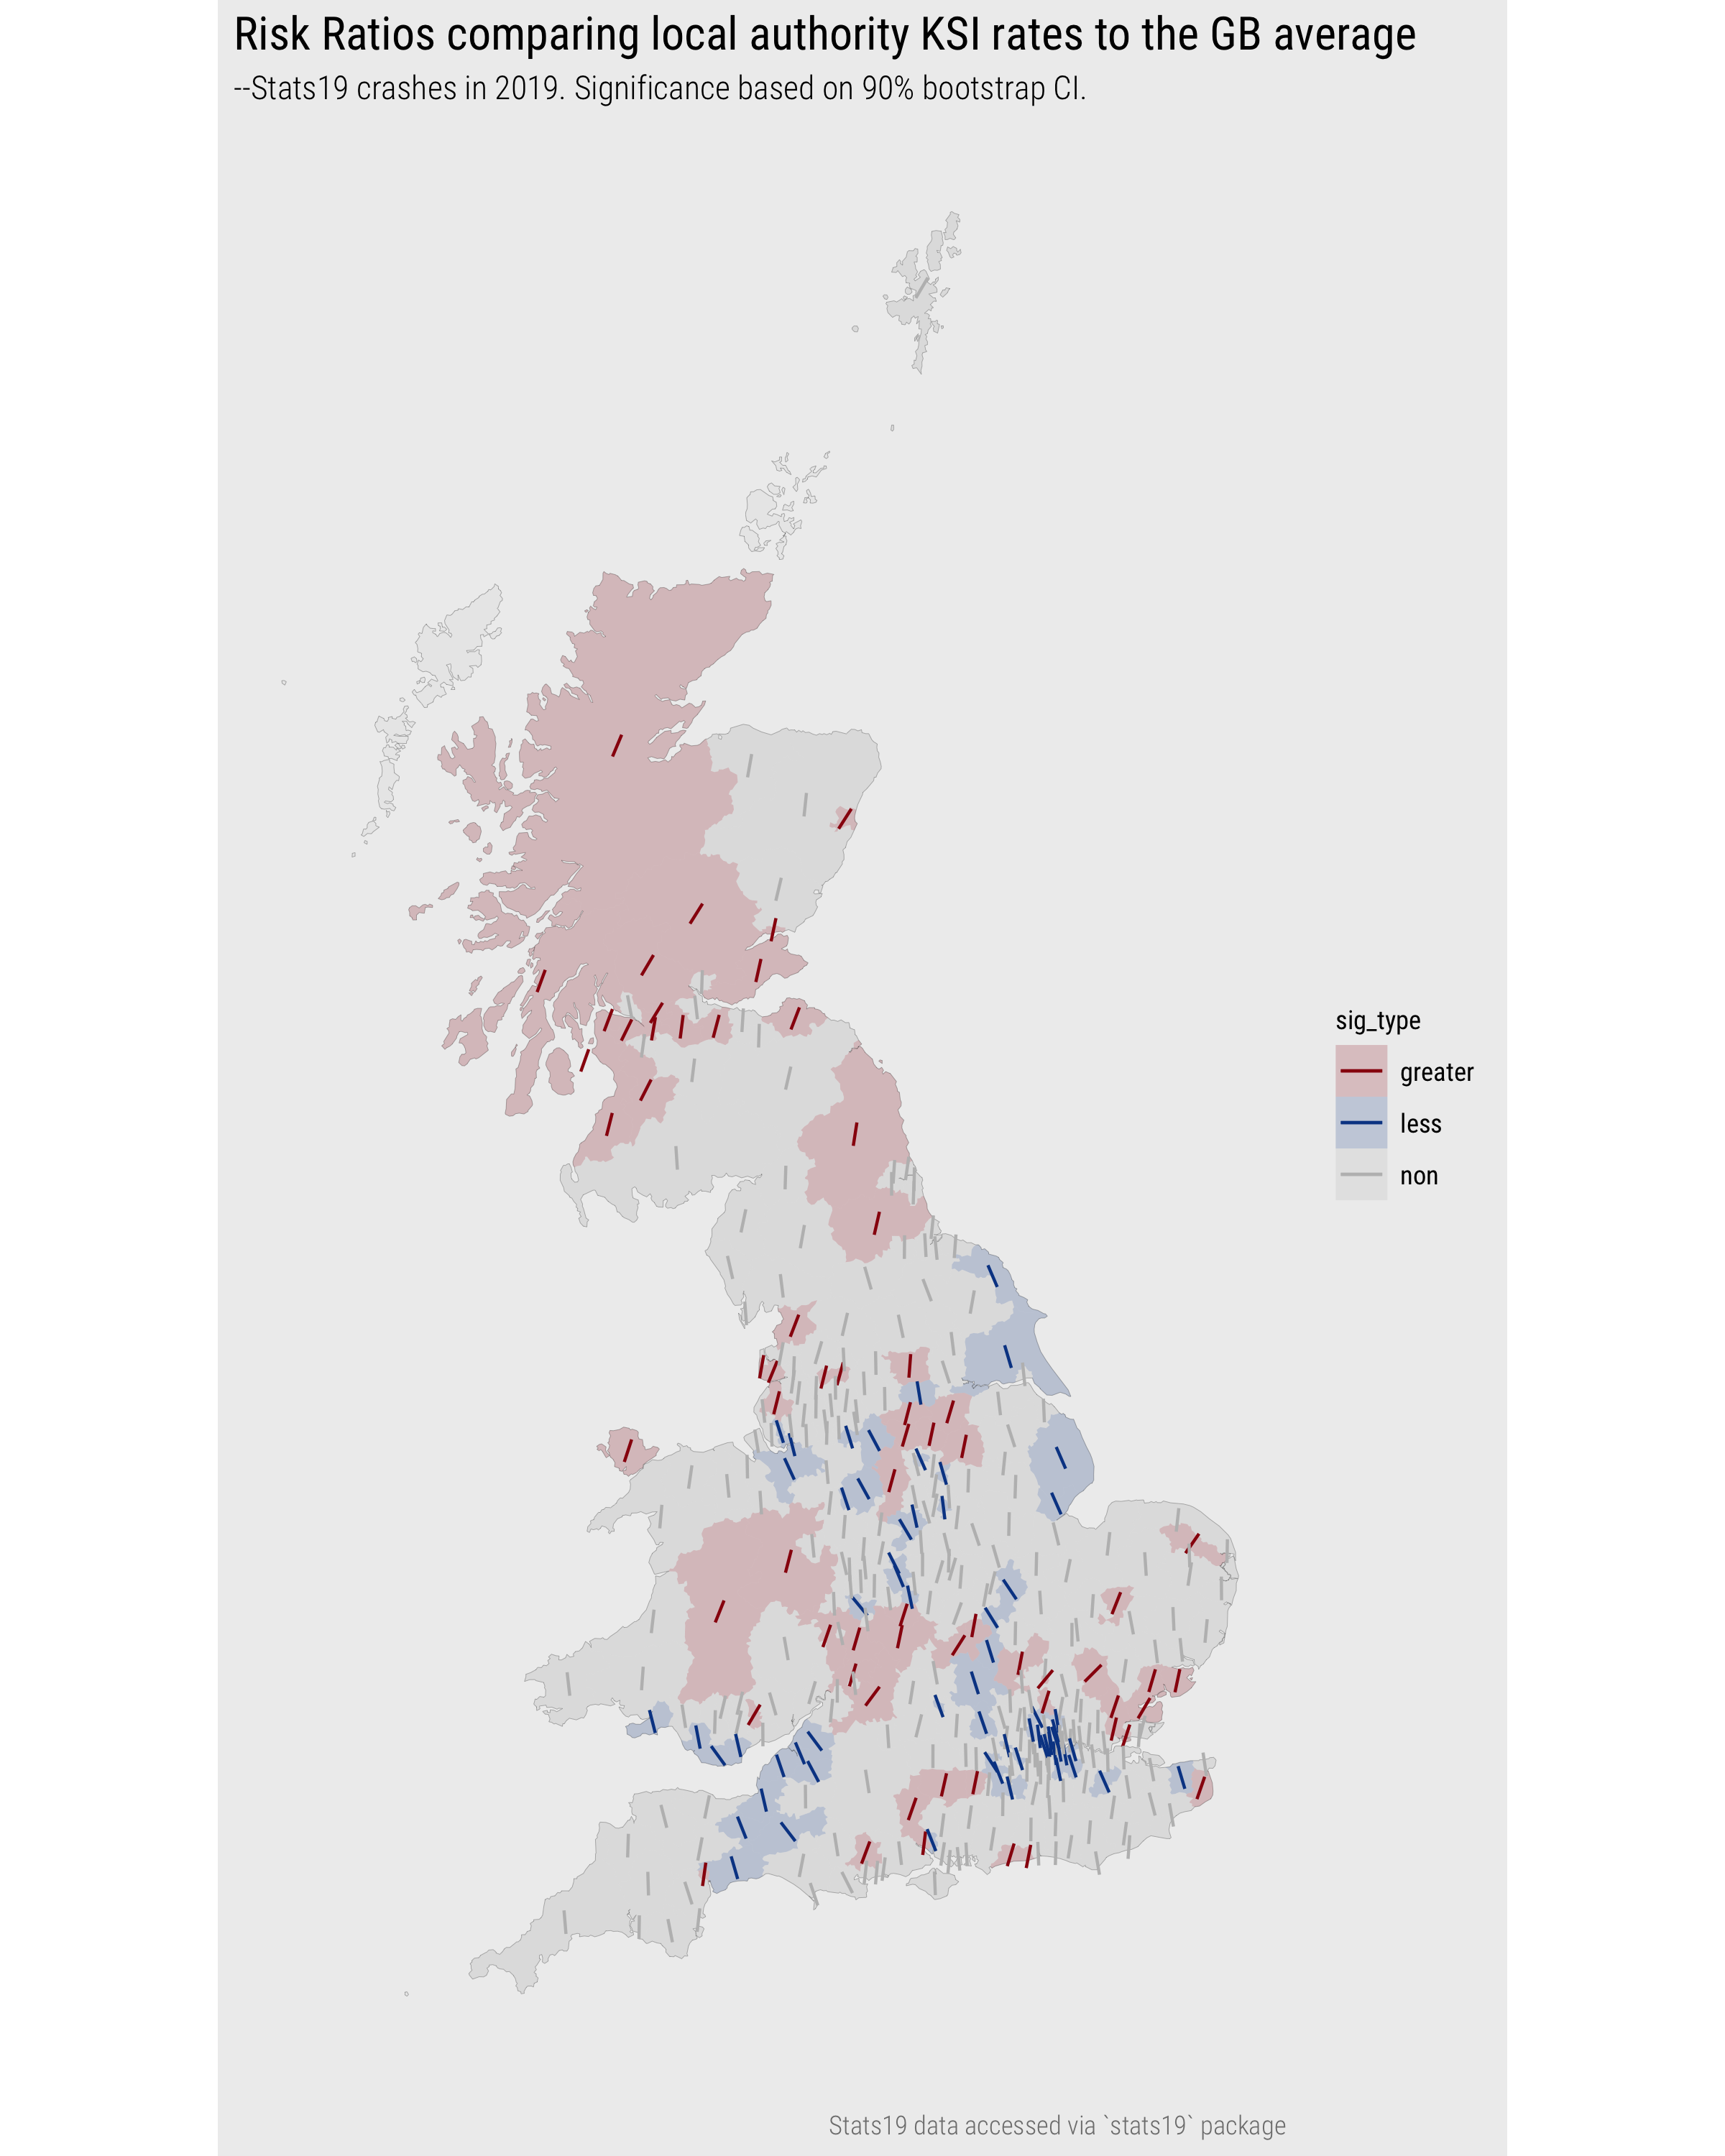 Risk Ratios comparing local authority KSI rates to the GB average
--Stats19 crashes in 2019. Significance based on 90% bootstrap CI.
sig_type
greater
less
non
Stats19 data accessed via `stats19` package